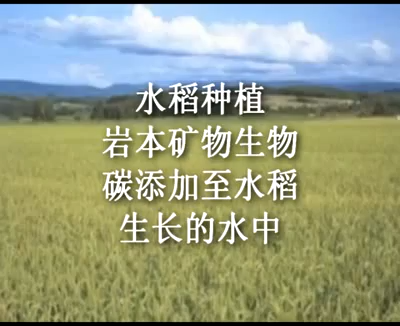 水稻种植
岩本矿物生物
碳添加至水稻
生长的水中